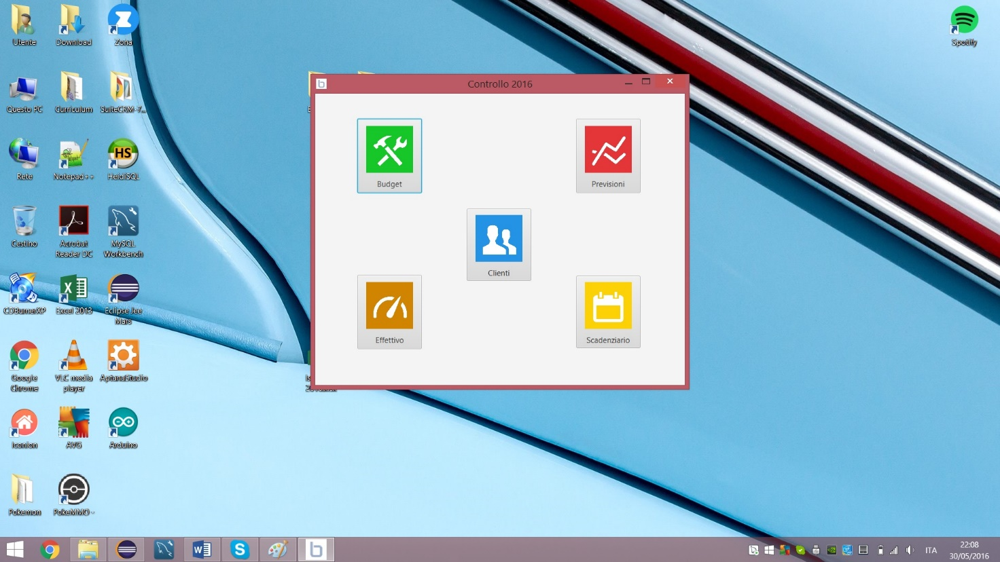 Utente
Download
Zona
Spotify
Questo PC
Curriculum
SuiteCRM-7...
Controllo 2016
Budget
Previsioni
Rete
Notepad++
HS
HeidiSQL
Clienti
Cestino
Acrobat
Reader DC
MySQL
Workbench
Effettivo
Scadenziario
CDBurnerXP
Excel 2013
Eclipse Jee
Mars
Google
Chrome
VLC media
player
AptanaStudio
Iconion
AVG
Arduino
Pokemon
PokeMMO -
ITA
22:08
30/05/2016